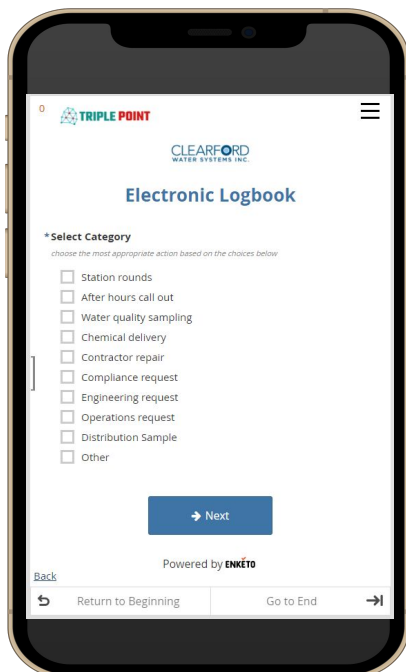 0
TRIPLE POINT
CLEARFORD
WATER SYSTEMS INC.
Electronic Logbook
*Select Category
choose the most appropriate action based on the choices below
Station rounds
After hours call out
Water quality sampling
Chemical delivery
Contractor repair
Compliance request
Engineering request
Operations request
Distribution Sample
Other
Next
Powered by ENKÉTO
Back
Return to Beginning Go to End